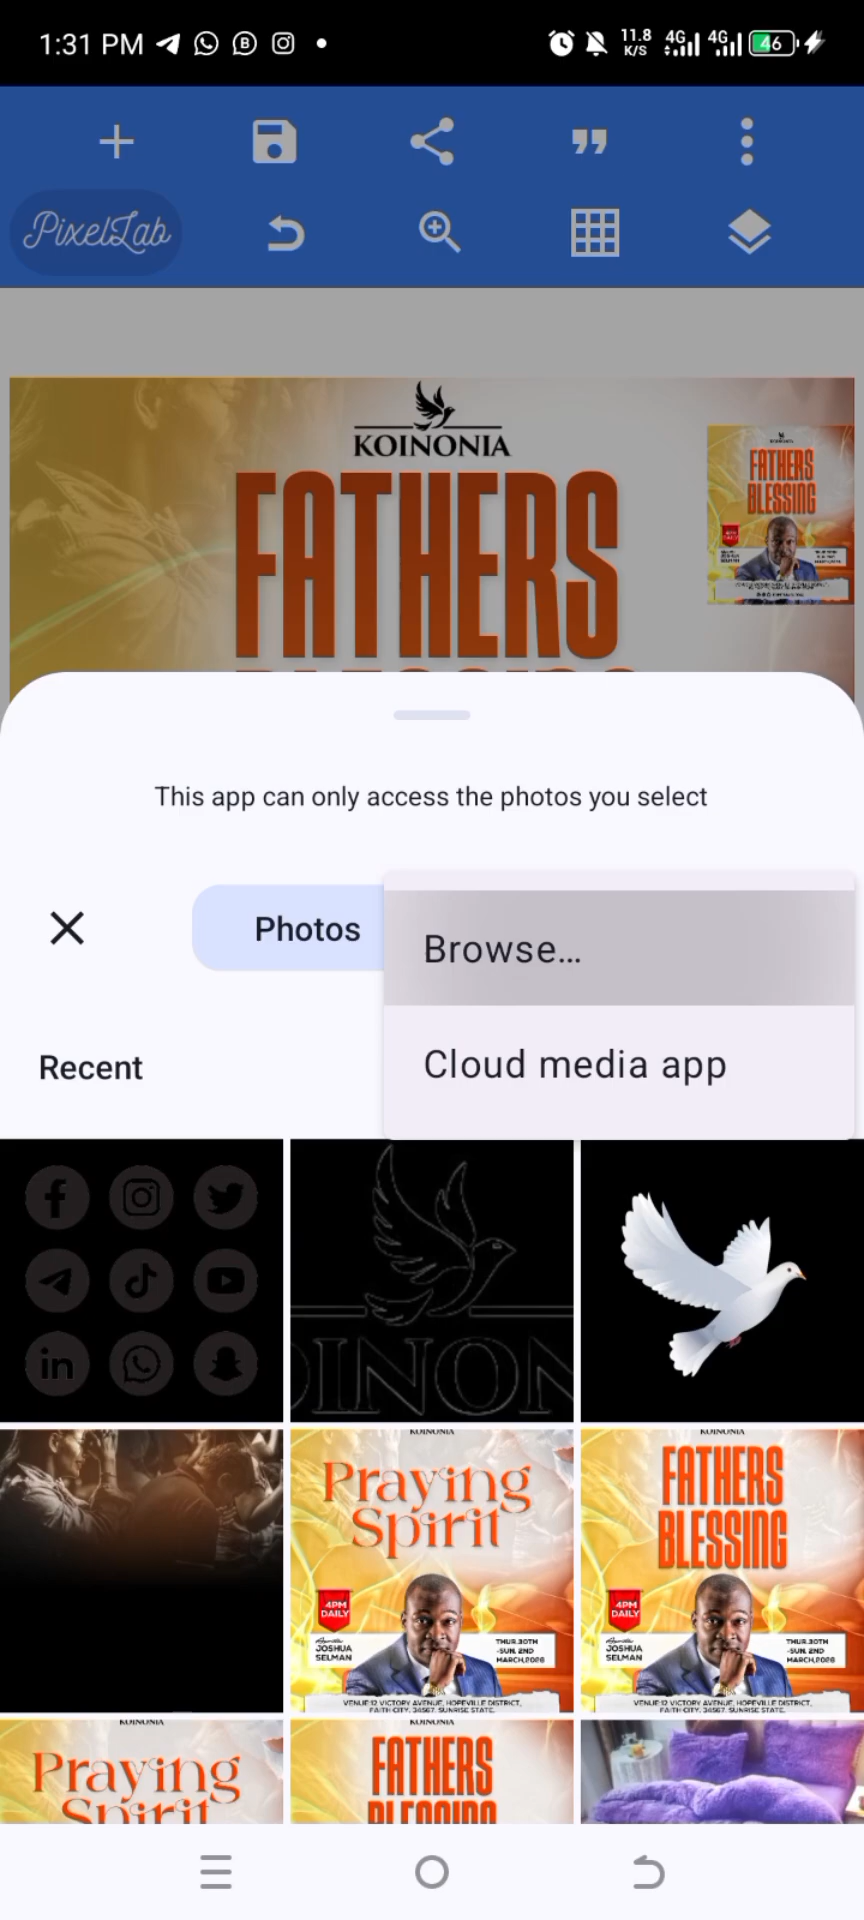 1:31 PM
11.8
K/S
4G
4G
46
PixelLab
KOINONIA
FATHERS
FATHERS
BLESSING
This app can only access the photos you select
Photos
Browse...
Cloud media app
Recent
KOINONIA
Praying
Spirit
4PM
DAILY
JOSHUA
SELMAN
THUR.30TH
-SUN. 2ND
MARCH,2026
VENUE:12 VICTORY AVENUE, HOPEVILLE DISTRICT,
FAITH CITY, 34567, SUNRISE STATE.
KOINONIA
FATHERS
BLESSING
4PM
DAILY
JOSHUA
SELMAN
THUR.30TH
-SUN. 2ND
MARCH,2026
VENUE:12 VICTORY AVENUE, HOPEVILLE DISTRICT,
FAITH CITY, 34567, SUNRISE STATE.
KOINONIA
Praying
Spirit
KOINONIA
FATHERS
BLESSING